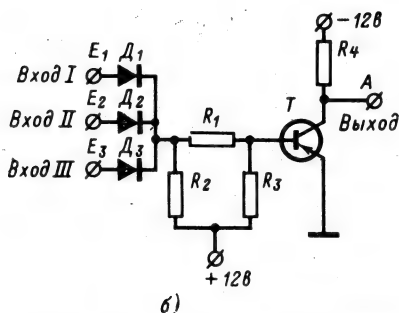 -12в
E₁ Д₁
R₄
Вход I
A
E₂ Д₂
T
R₁
Вход II
Выход
E₃ Д₃
Вход III
R₂
R₃
+12в
б)